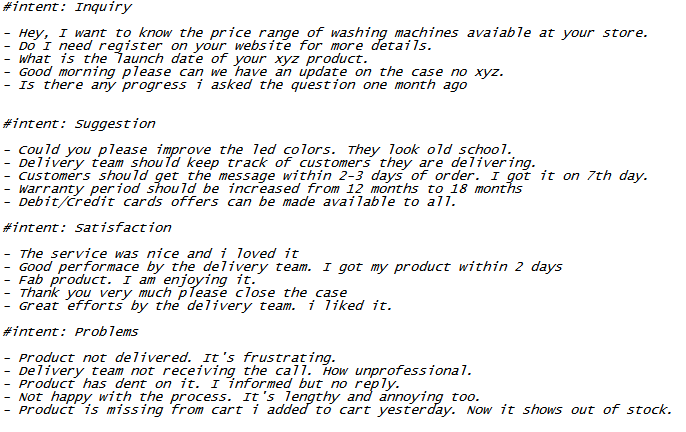 #intent: Inquiry
- Hey, I want to know the price range of washing machines avaiable at your store.
- Do I need register on your website for more details.
- What is the launch date of your xyz product.
- Good morning please can we have an update on the case no xyz.
- Is there any progress i asked the question one month ago
#intent: Suggestion
- Could you please improve the led colors. They look old school.
- Delivery team should keep track of customers they are delivering.
- Customers should get the message within 2-3 days of order. I got it on 7th day.
- Warranty period should be increased from 12 months to 18 months
- Debit/Credit cards offers can be made available to all.
#intent: Satisfaction
- The service was nice and i loved it
- Good performace by the delivery team. I got my product within 2 days
- Fab product. I am enjoying it.
- Thank you very much please close the case
- Great efforts by the delivery team. i liked it.
#intent: Problems
- Product not delivered. It's frustrating.
- Delivery team not receiving the call. How unprofessional.
- Product has dent on it. I informed but no reply.
- Not happy with the process. It's lengthy and annoying too.
- Product is missing from cart i added to cart yesterday. Now it shows out of stock.